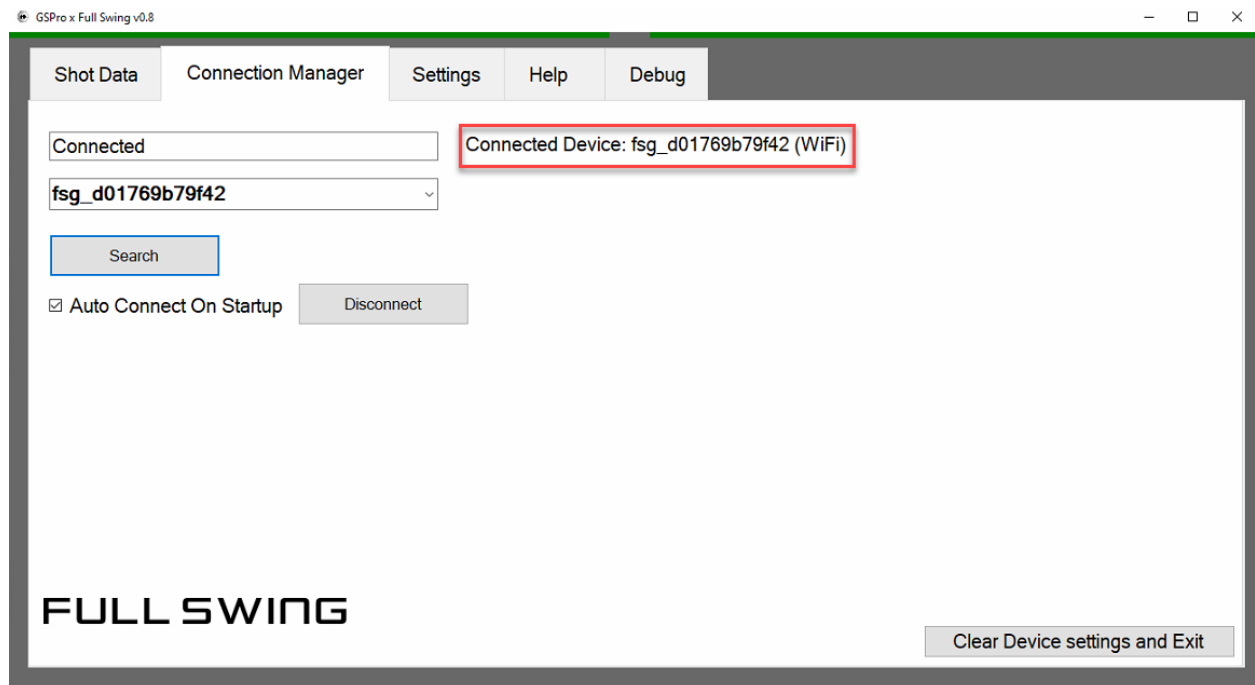 GSPro x Full Swing v0.8
Shot Data Connection Manager Settings Help Debug
Connected
Connected Device: fsg_d01769b79f42 (WiFi)
fsg_d01769b79f42
Search
Auto Connect On Startup
Disconnect
FULL SWING
Clear Device settings and Exit